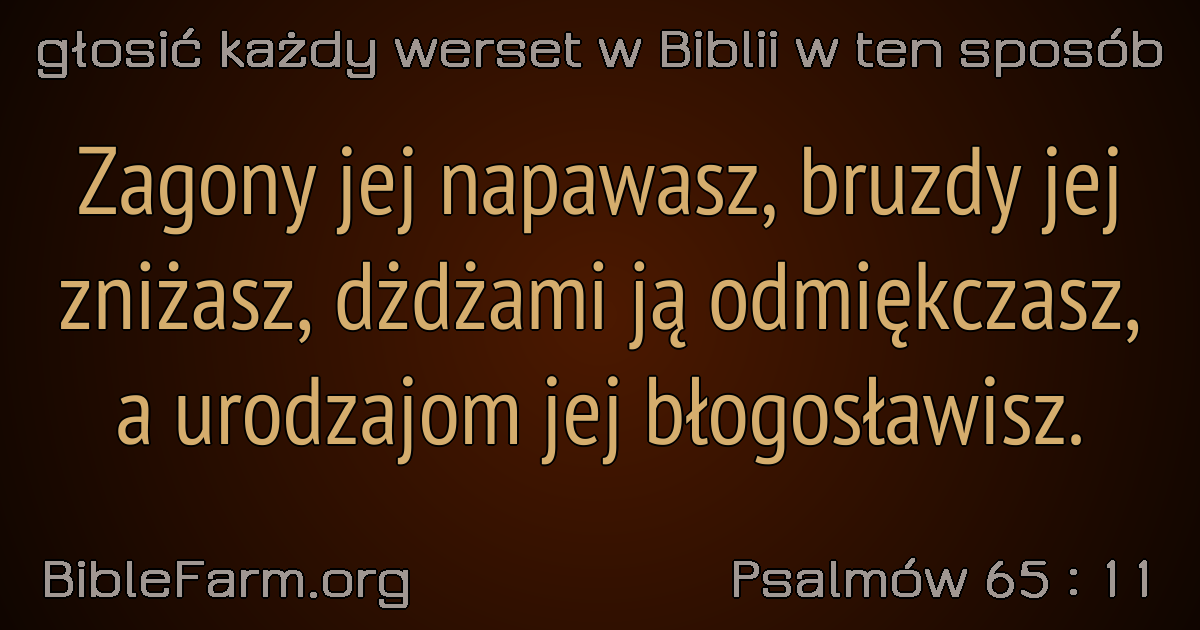 głosić każdy werset w Biblii w ten sposób
Zagony jej napawasz, bruzdy jej
zniżasz, dżdżami ją odmiękczasz,
a urodzajom jej błogosławisz.
BibleFarm.org
Psalmów 65 : 11